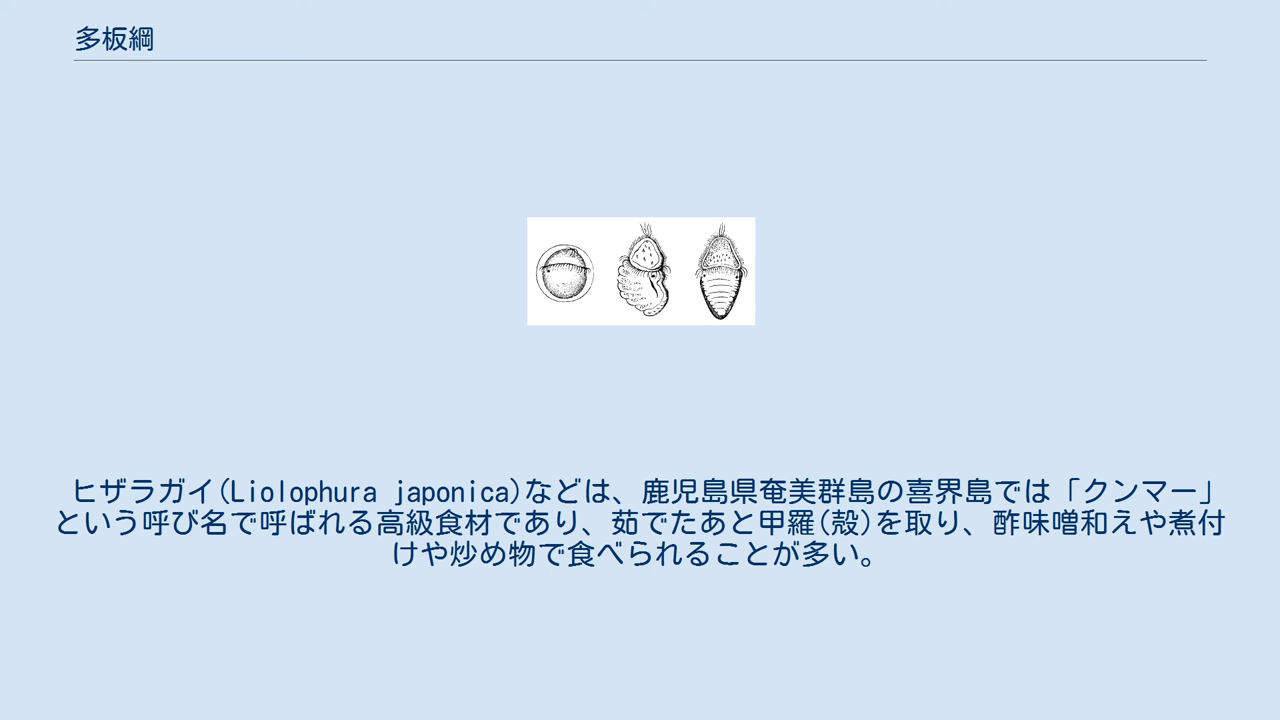 多板綱
ヒザラガイ(Liolophura japonica)などは、鹿児島県奄美群島の喜界島では「クンマー」
という呼び名で呼ばれる高級食材であり、茹でたあと甲羅(殻)を取り、酢味噌和えや煮付
けや炒め物で食べられることが多い。